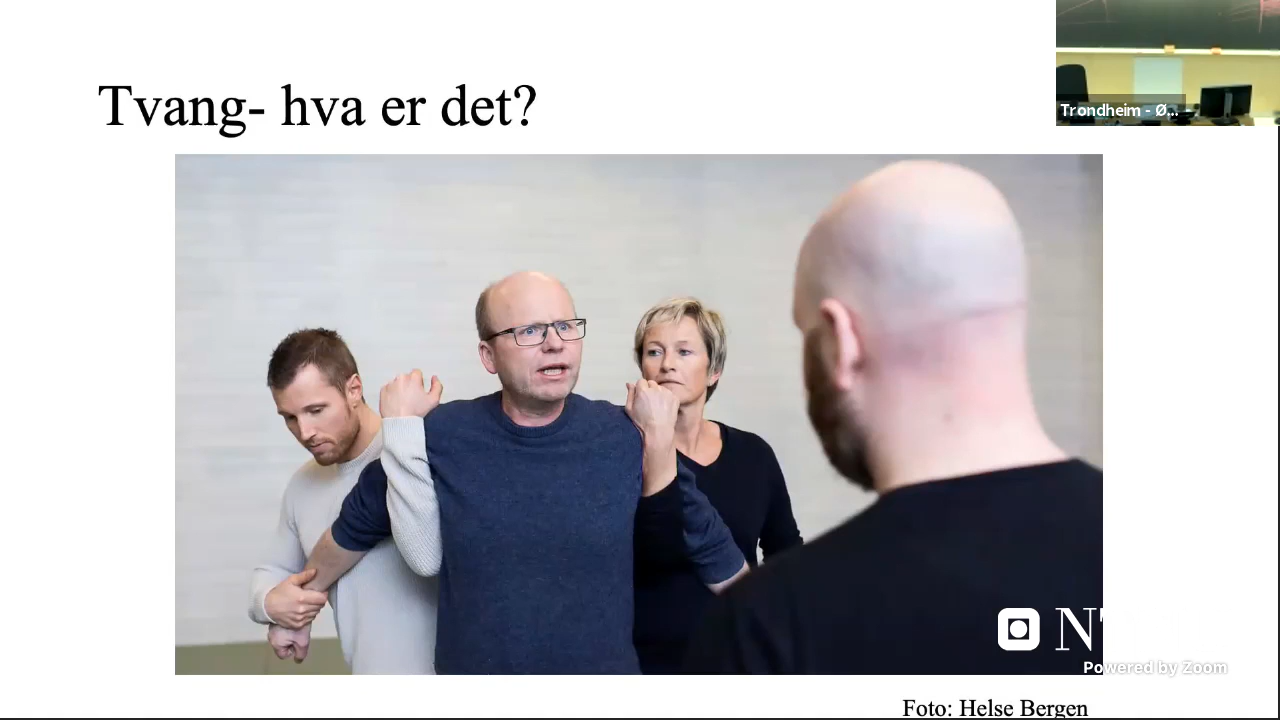 Tvang- hva er det?
Trondheim - Ø...
N
Powered by Zoom
Foto: Helse Bergen